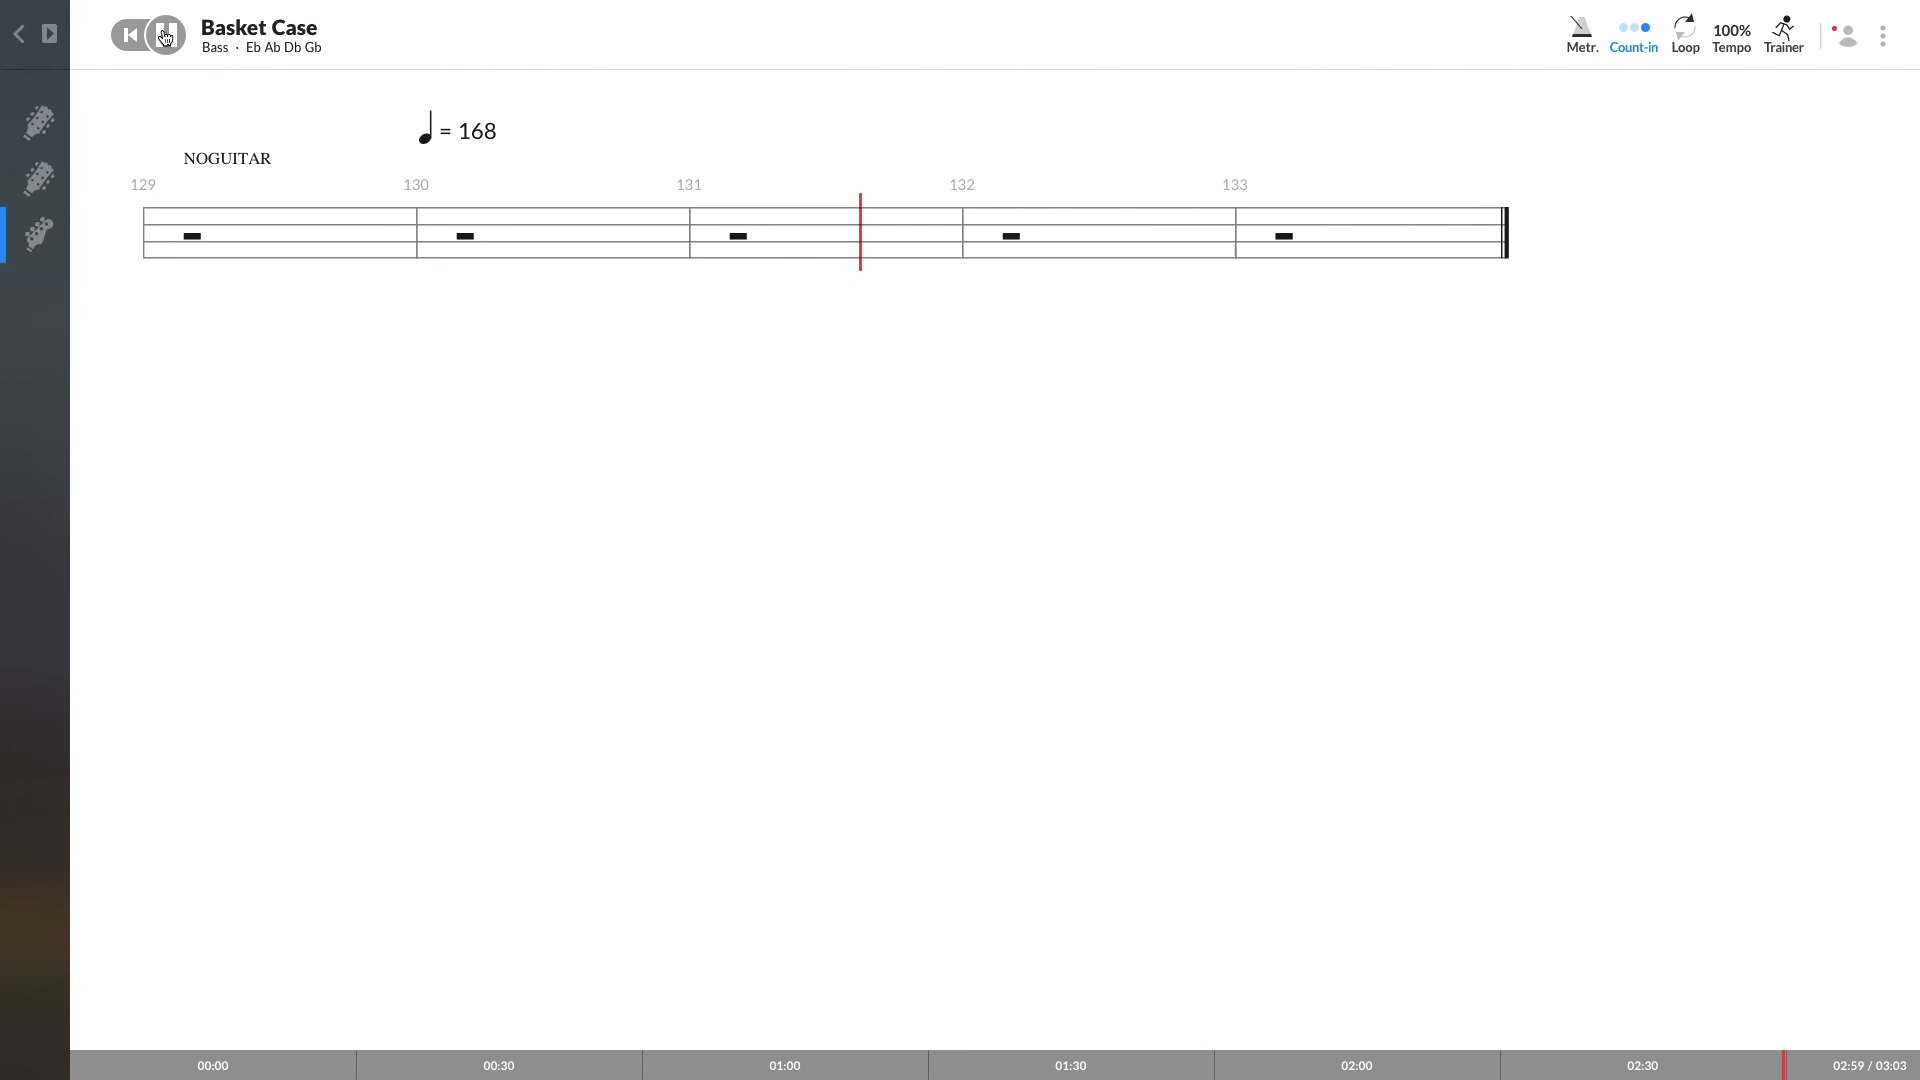 Basket Case
Bass · Eb Ab Db Gb
Metr.
Count-in
Loop
100%
Tempo
Trainer
= 168
NOGUITAR
129 130 131 132 133
00:00 00:30 01:00 01:30 02:00 02:30 02:59 / 03:03